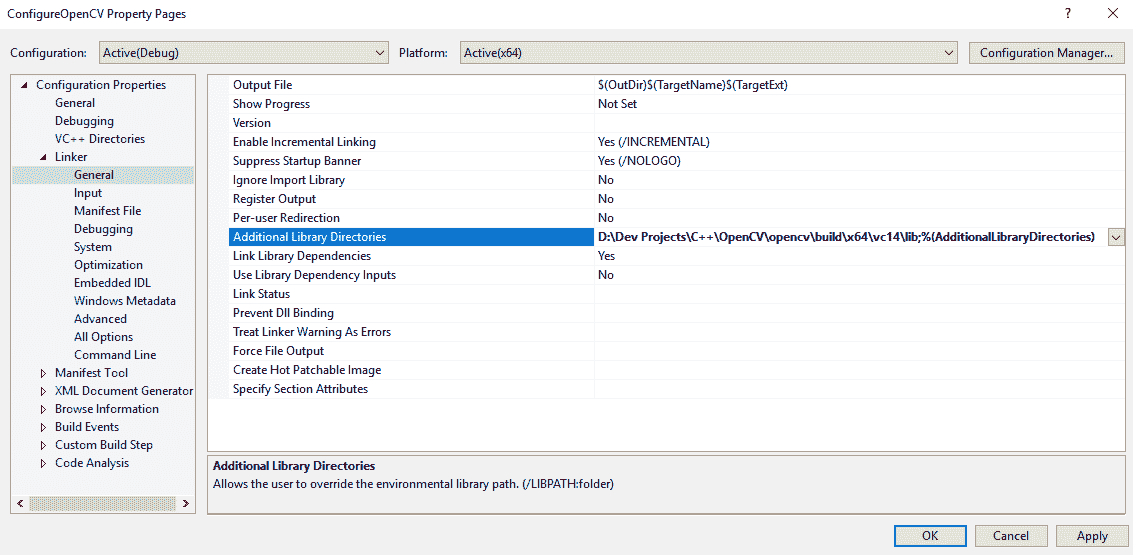 ConfigureOpenCV Property Pages
?
Configuration: Active(Debug) Platform: Active(x64) Configuration Manager...
Configuration Properties
General
Debugging
VC++ Directories
Linker
General
Input
Manifest File
Debugging
System
Optimization
Embedded IDL
Windows Metadata
Advanced
All Options
Command Line
Manifest Tool
XML Document Generator
Browse Information
Build Events
Custom Build Step
Code Analysis
Output File $(OutDir)$(TargetName)$(TargetExt)
Show Progress Not Set
Version
Enable Incremental Linking Yes (/INCREMENTAL)
Suppress Startup Banner Yes (/NOLOGO)
Ignore Import Library No
Register Output No
Per-user Redirection No
Additional Library Directories D:\Dev Projects\C++\OpenCV\opencv\build\x64\vc14\lib;%(AdditionalLibraryDirectories)
Link Library Dependencies Yes
Use Library Dependency Inputs No
Link Status
Prevent Dll Binding
Treat Linker Warning As Errors
Force File Output
Create Hot Patchable Image
Specify Section Attributes
Additional Library Directories
Allows the user to override the environmental library path. (/LIBPATH:folder)
OK Cancel Apply